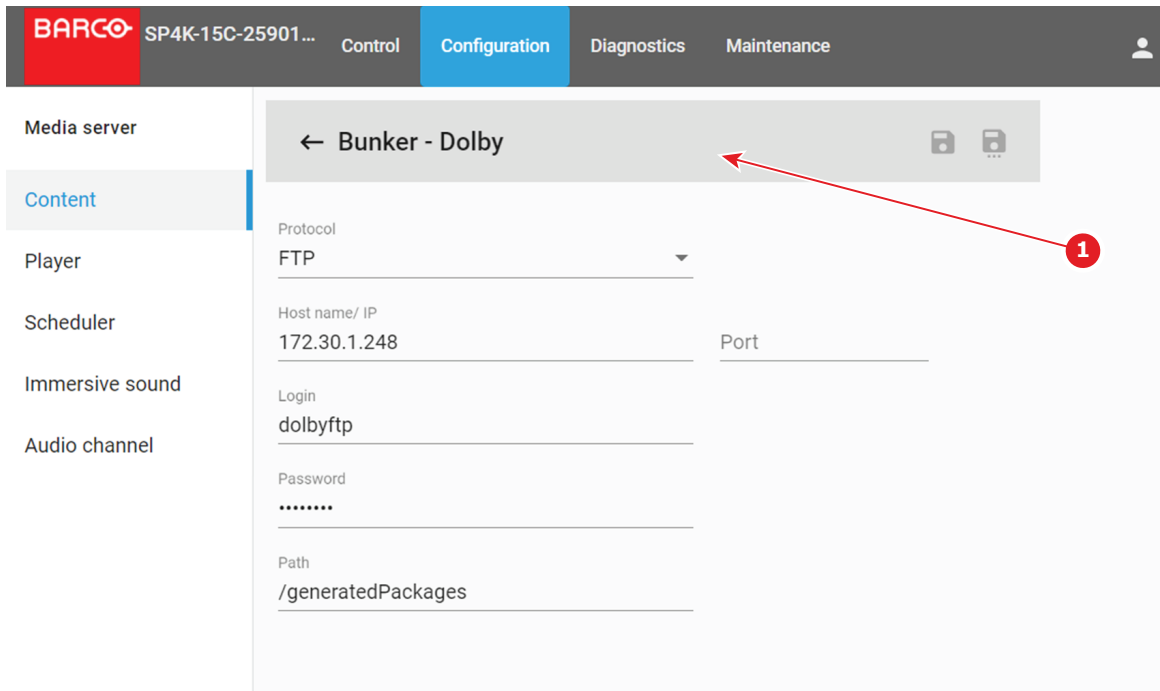 BARCO SP4K-15C-25901... Control Configuration Diagnostics Maintenance
Media server
Content
Player
Scheduler
Immersive sound
Audio channel
← Bunker - Dolby
1
Protocol
FTP
Host name/ IP
172.30.1.248
Port
Login
dolbyftp
Password
••••••••
Path
/generatedPackages